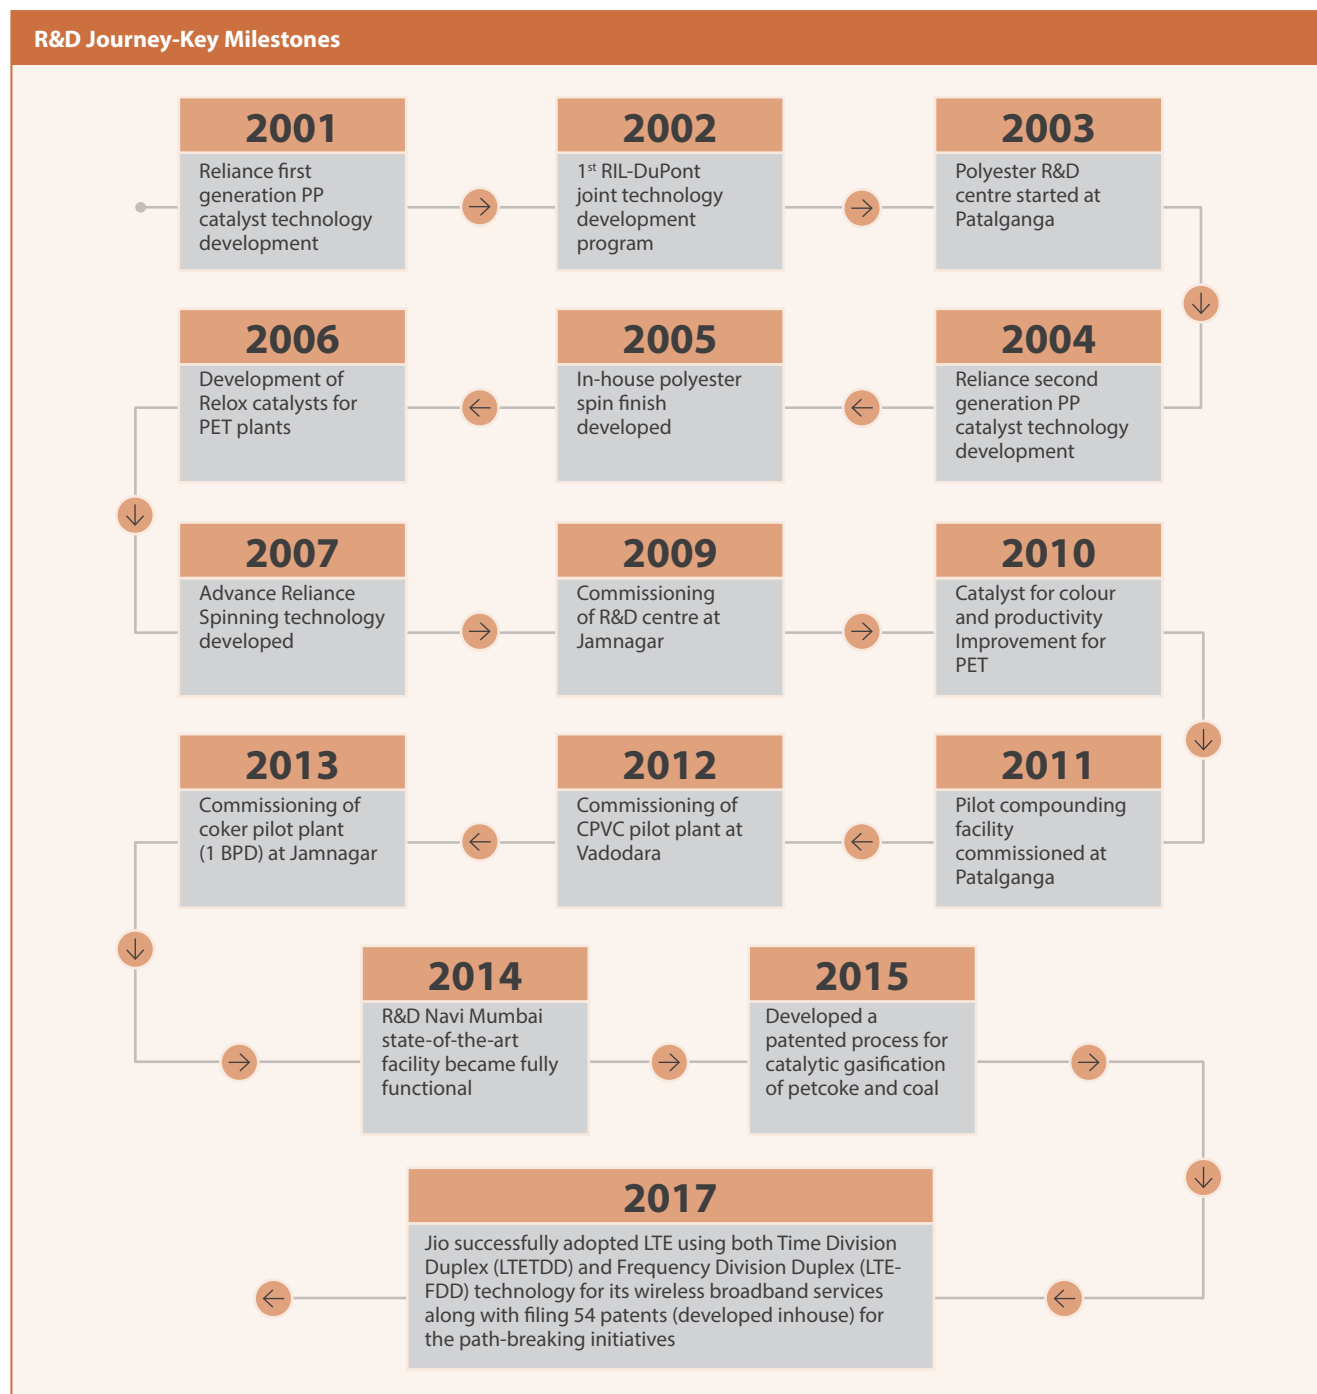 R&D Journey-Key Milestones
2001
Reliance first
generation PP
catalyst technology
development
2002
1st RIL-DuPont
joint technology
development
program
2003
Polyester R&D
centre started at
Patalganga
2004
Reliance second
generation PP
catalyst technology
development
2005
In-house polyester
spin finish
developed
2006
Development of
Relox catalysts for
PET plants
2007
Advance Reliance
Spinning technology
developed
2009
Commissioning
of R&D centre at
Jamnagar
2010
Catalyst for colour
and productivity
Improvement for
PET
2011
Pilot compounding
facility
commissioned at
Patalganga
2012
Commissioning of
CPVC pilot plant at
Vadodara
2013
Commissioning of
coker pilot plant
(1 BPD) at Jamnagar
2014
R&D Navi Mumbai
state-of-the-art
facility became fully
functional
2015
Developed a
patented process for
catalytic gasification
of petcoke and coal
2017
Jio successfully adopted LTE using both Time Division
Duplex (LTETDD) and Frequency Division Duplex (LTE-
FDD) technology for its wireless broadband services
along with filing 54 patents (developed inhouse) for
the path-breaking initiatives